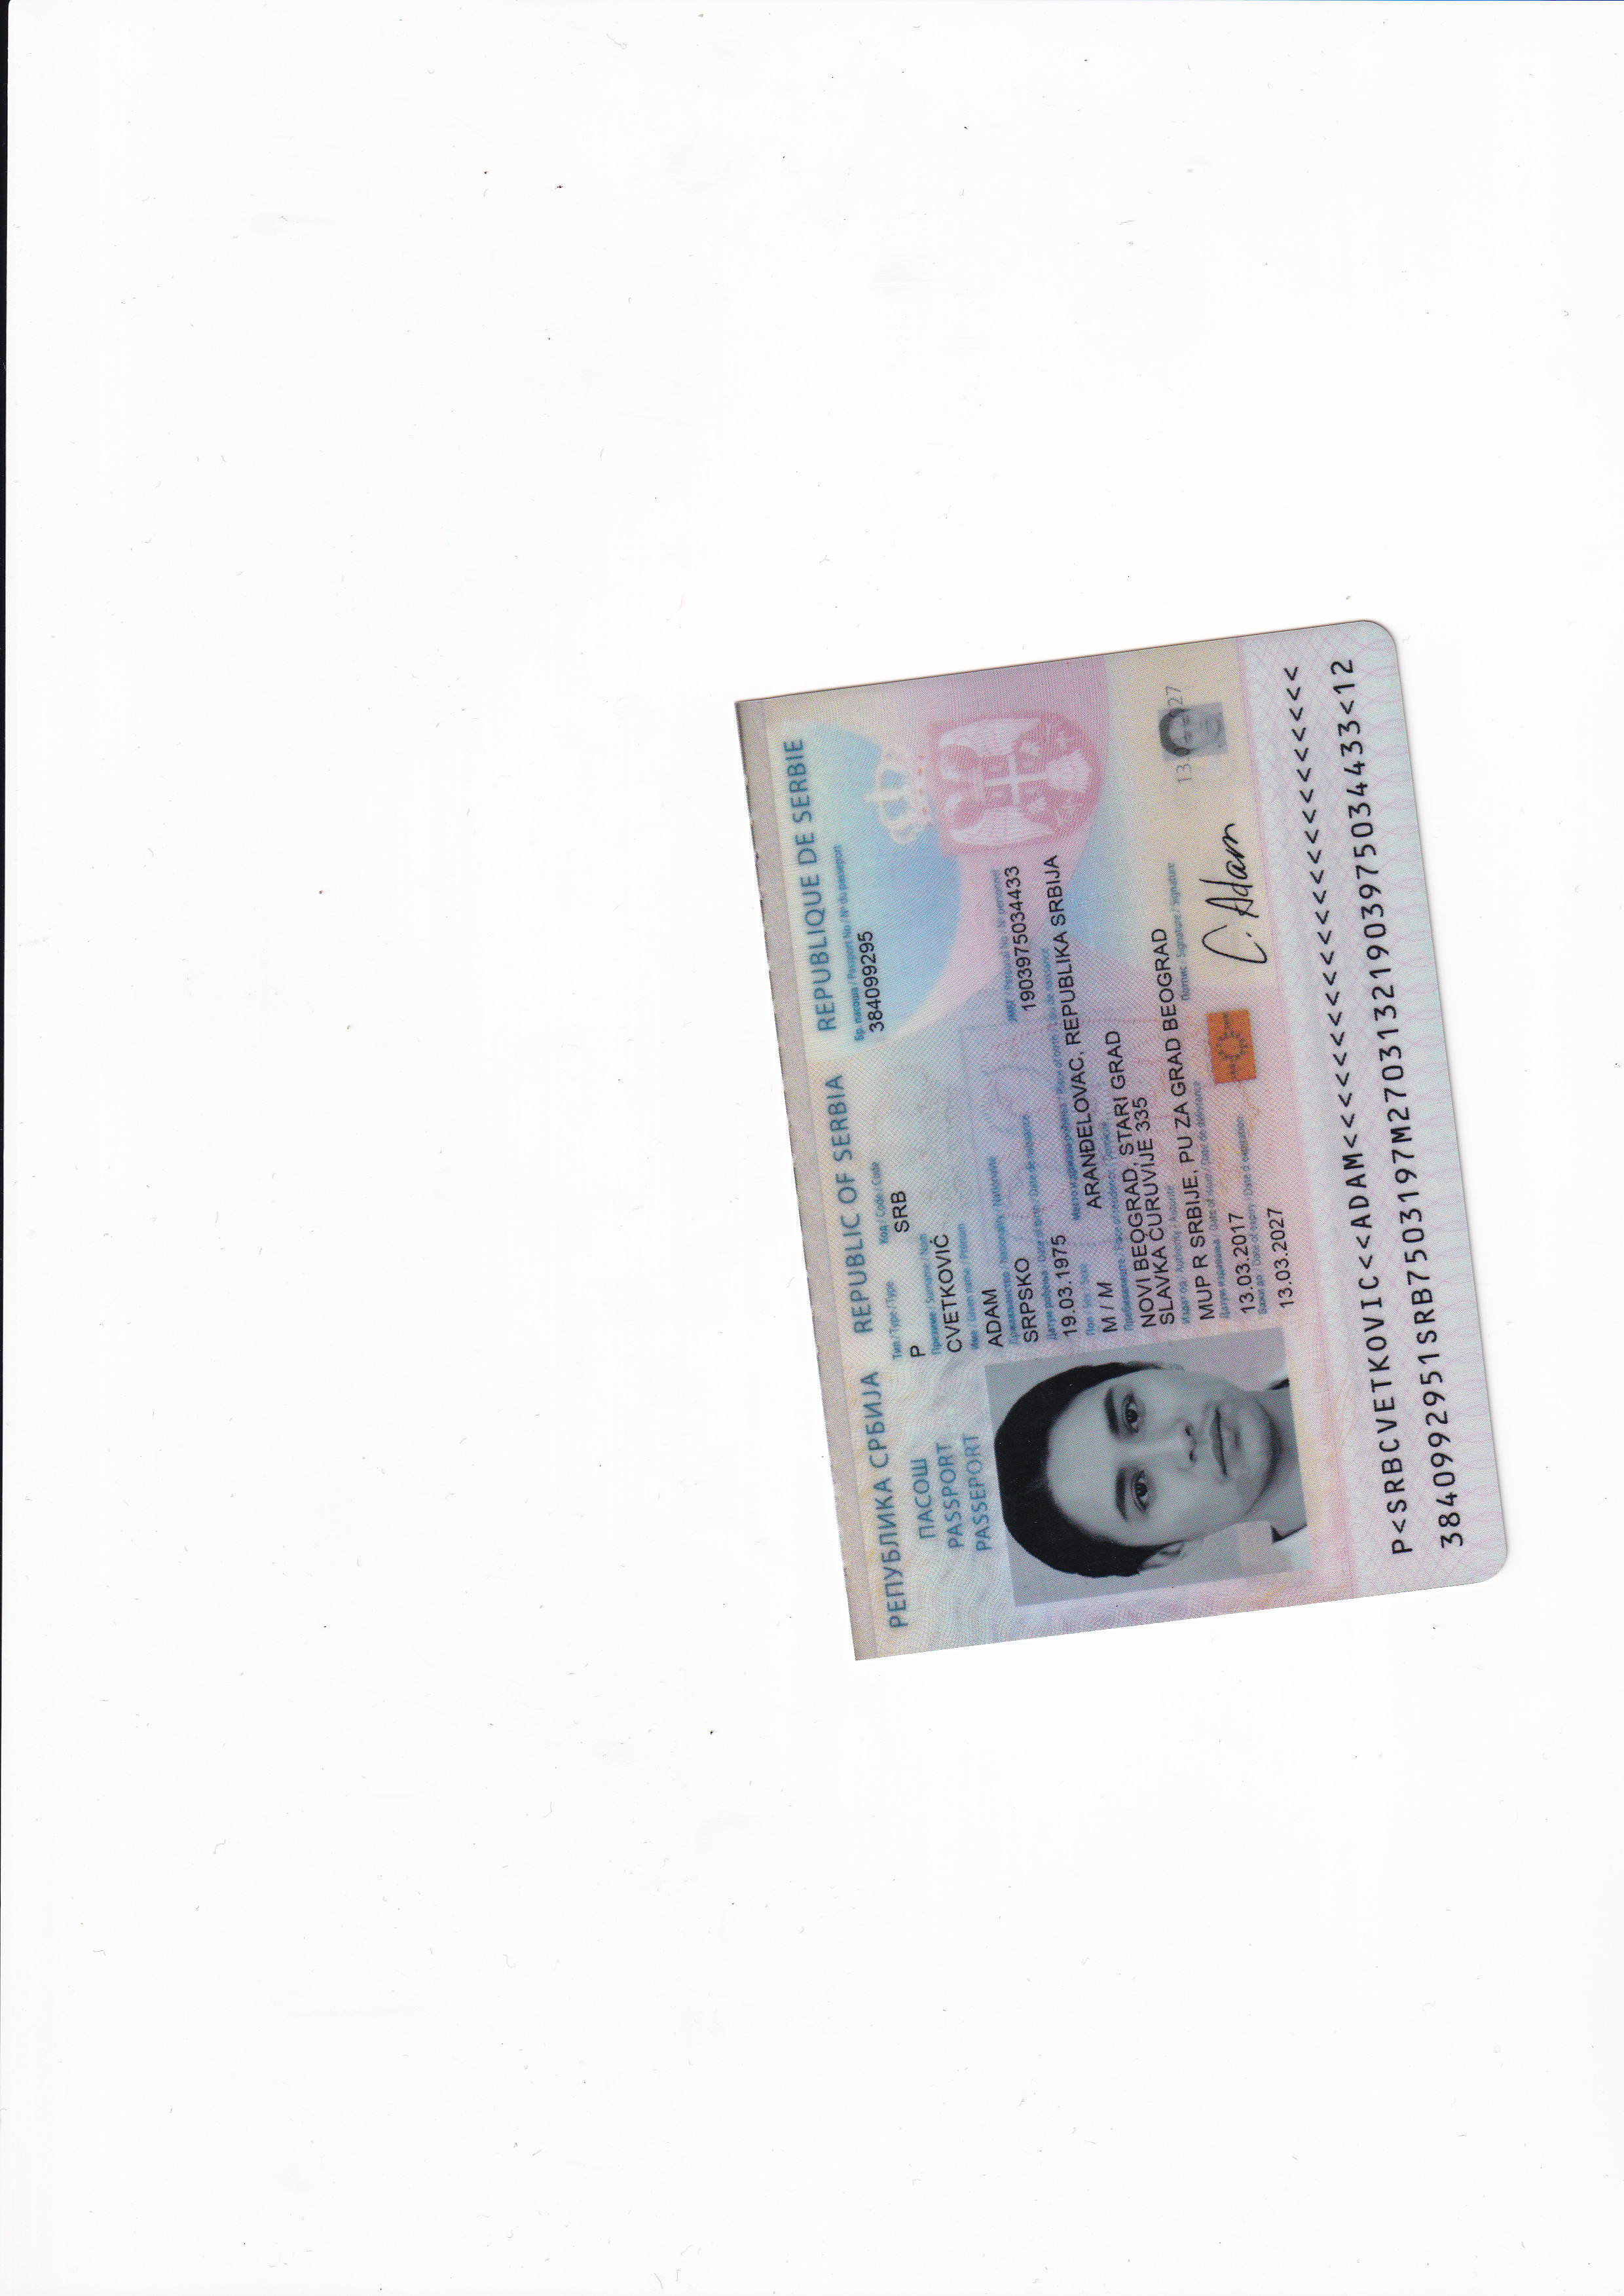 РЕПУБЛИКА СРБИЈА REPUBLIC OF SERBIA REPUBLIQUE DE SERBIE
ПАСОШ
PASSPORT
PASSEPORT
Тип / Type / Type Код / Code / Code Бр. пасоша / Passport No / Nº du passeport
P SRB 384099295
Презиме / Surname / Nom
CVETKOVIĆ
Име / Given name / Prénom
ADAM
Држављанство / Nationality / Nationalité
SRPSKO
Датум рођења / Date of birth / Date de naissance ЈМБГ / Personal No / Nº personnel
19.03.1975 1903975034433
Пол / Sex / Sexe Место и држава рођења / Place of birth / Lieu de naissance
M / M ARANĐELOVAC, REPUBLIKA SRBIJA
Пребивалиште / Place of residence / Domicile
NOVI BEOGRAD, STARI GRAD
SLAVKA ĆURUVIJE 335
Издат од / Authority / Autorité
MUP R SRBIJE, PU ZA GRAD BEOGRAD
Датум издавања / Date of issue / Date de délivrance Потпис / Signature / Signature
13.03.2017
Важи до / Date of expiry / Date d expiration
13.03.2027
C. Adam
13. 27
P<SRBCVETKOVIC<<ADAM<<<<<<<<<<<<<<<<<<<<<<<<
3840992951SRB7503197M27031321903975034433<12